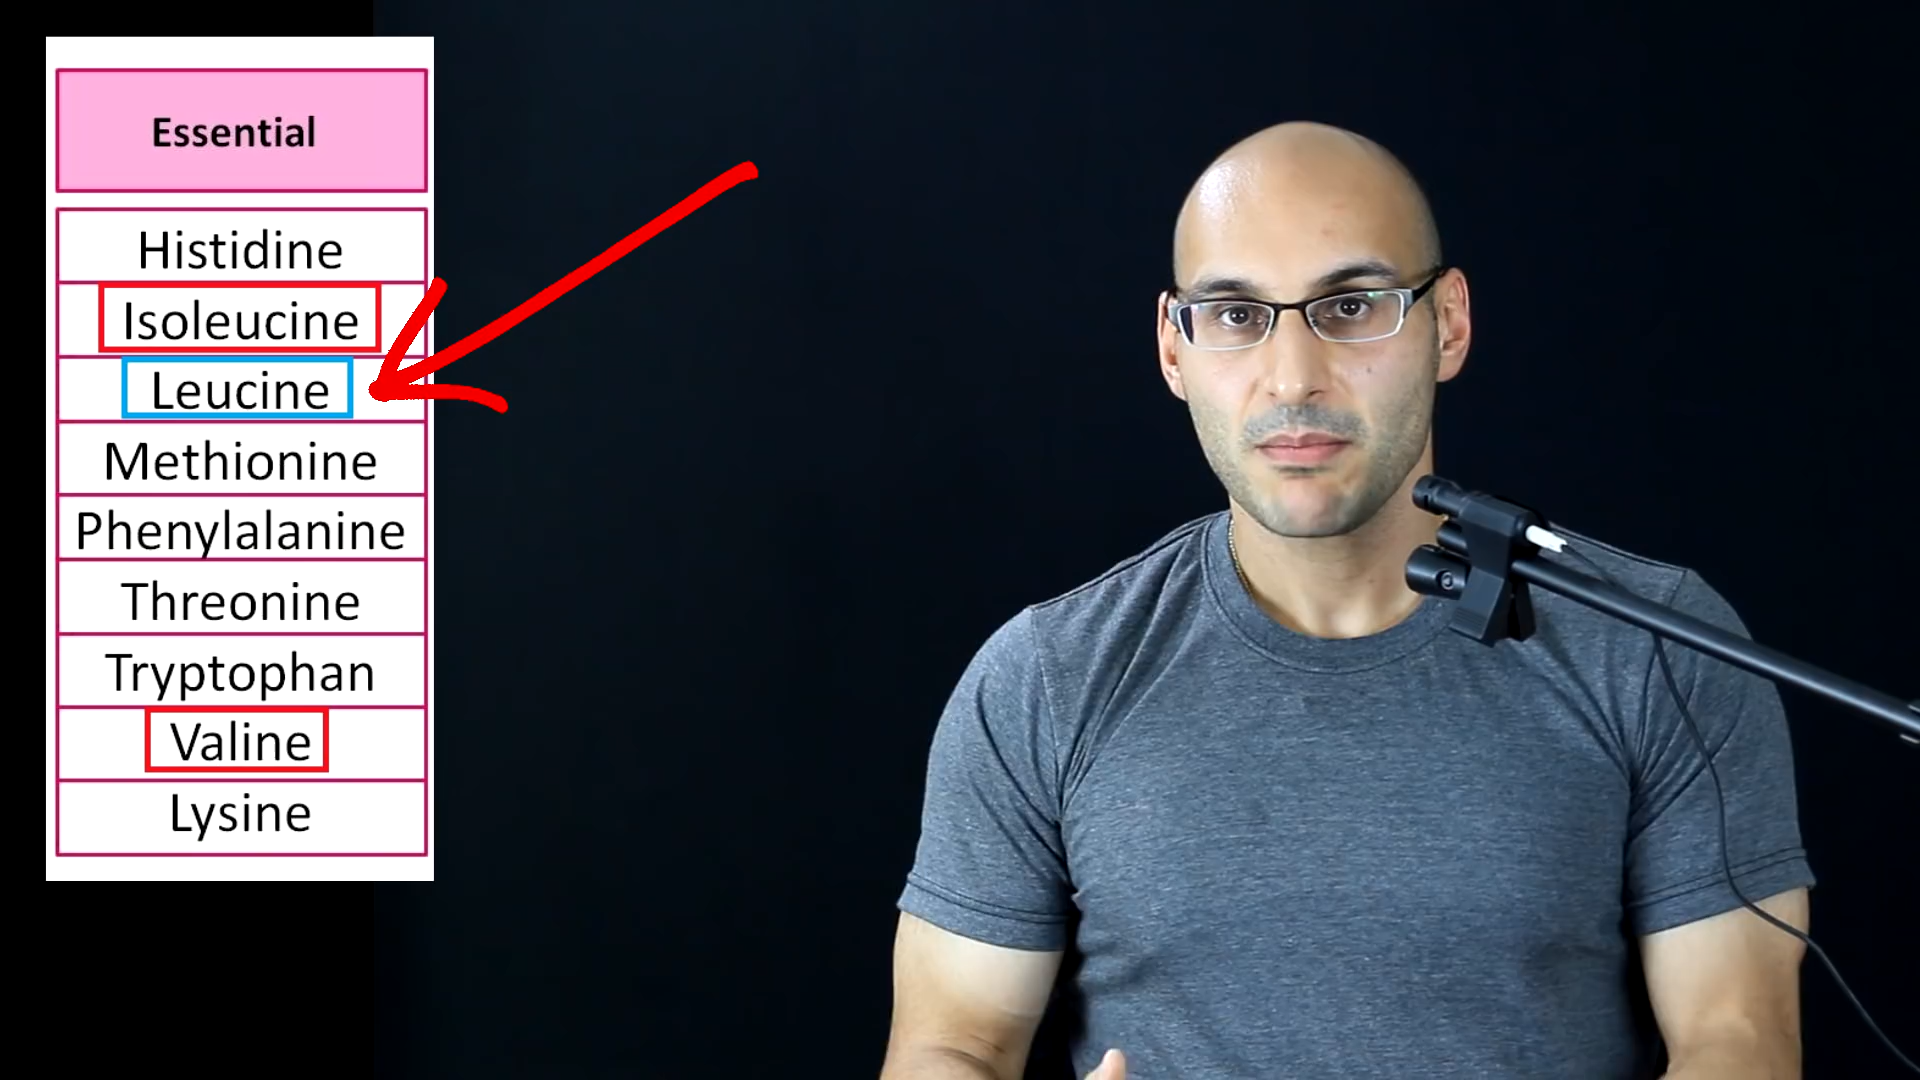 Essential
Histidine
Isoleucine
Leucine
Methionine
Phenylalanine
Threonine
Tryptophan
Valine
Lysine